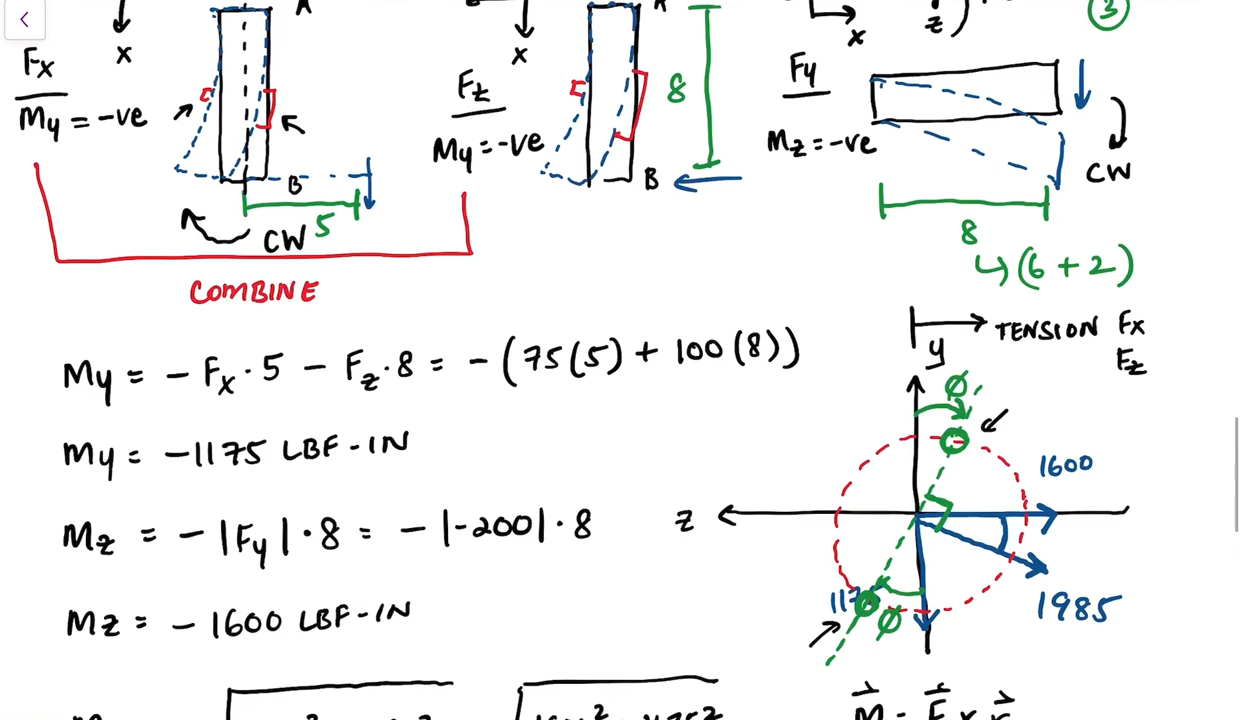 A
A
x
x
x
z
3
Fx
My = -ve
Fz
My = -ve
8
Fy
Mz = -ve
CW
B
B
5
CW
8
↳ (6 + 2)
COMBINE
TENSION Fx
Fz
y
My = - Fx · 5 - Fz · 8 = - (75(5) + 100(8))
ø
My = -1175 LBF-IN
1600
Mz = - |Fy| · 8 = - |-200| · 8
z
1985
ø
Mz = - 1600 LBF-IN
M = F x r